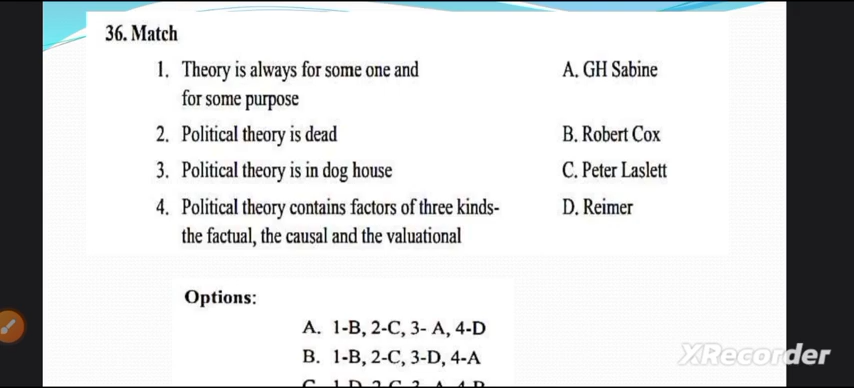 36. Match
1. Theory is always for some one and
for some purpose
A. GH Sabine
2. Political theory is dead
B. Robert Cox
3. Political theory is in dog house
C. Peter Laslett
4. Political theory contains factors of three kinds-
the factual, the causal and the valuational
D. Reimer
Options:
A. 1-B, 2-C, 3- A, 4-D
B. 1-B, 2-C, 3-D, 4-A
XRecorder